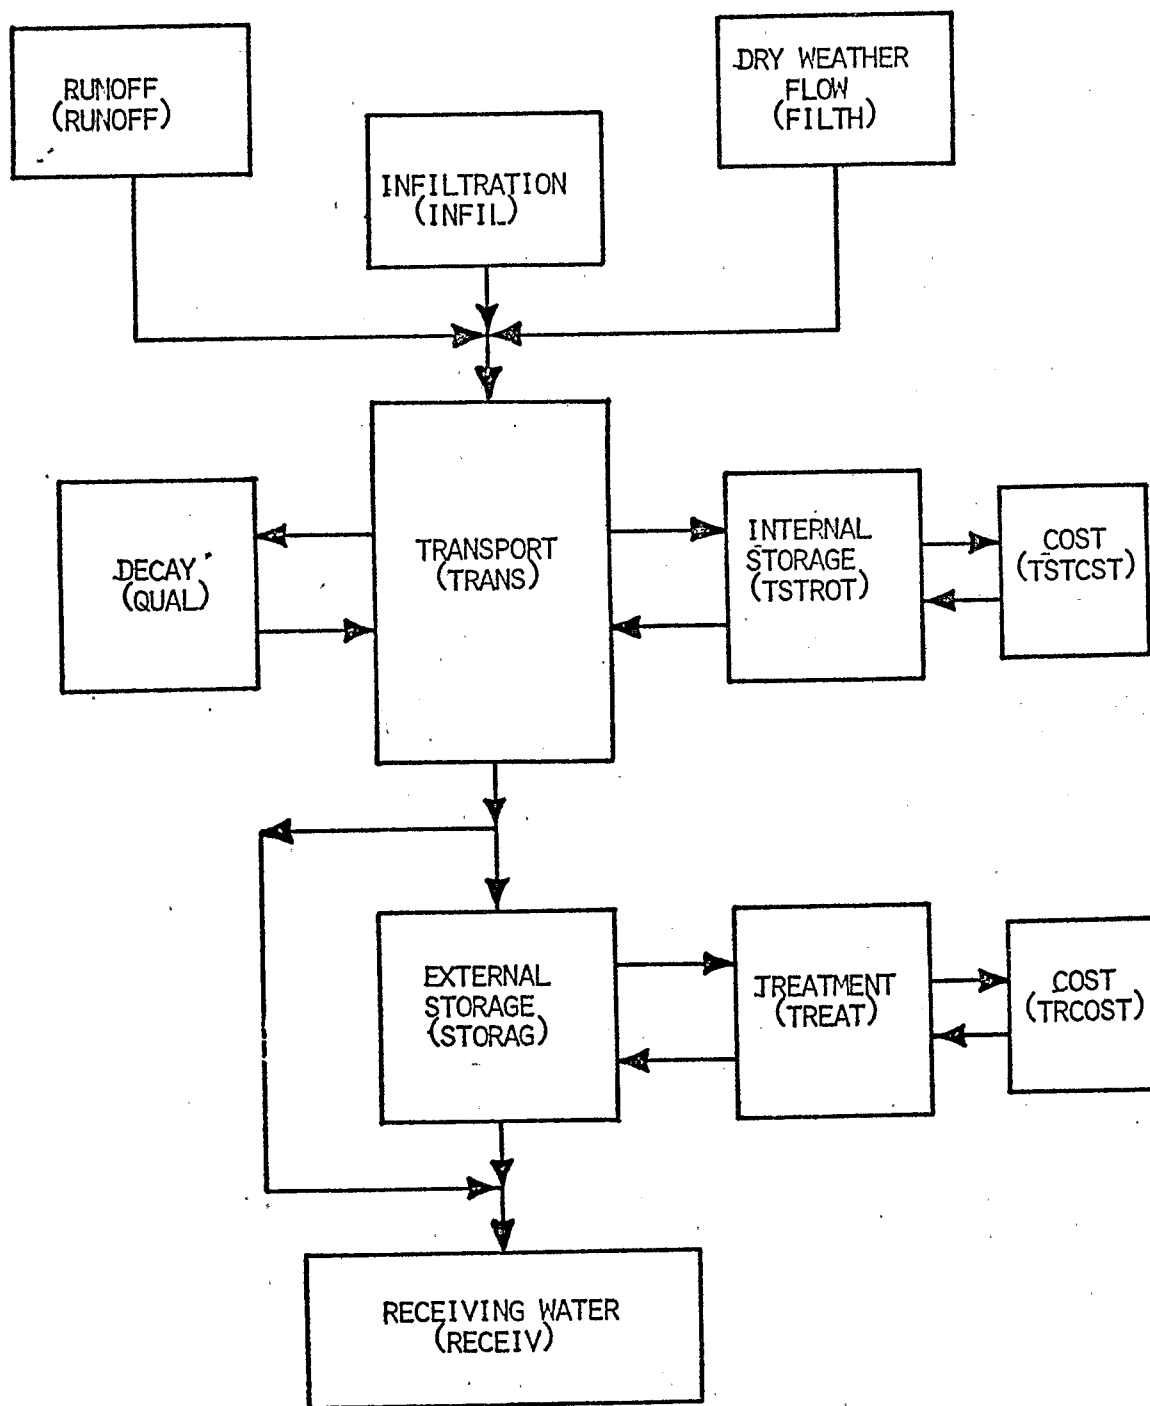 RUNOFF
(RUNOFF)
DRY WEATHER
FLOW
(FILTH)
INFILTRATION
(INFIL)
DECAY
(QUAL)
TRANSPORT
(TRANS)
INTERNAL
STORAGE
(TSTROT)
COST
(TSTCST)
EXTERNAL
STORAGE
(STORAG)
TREATMENT
(TREAT)
COST
(TRCOST)
RECEIVING WATER
(RECEIV)